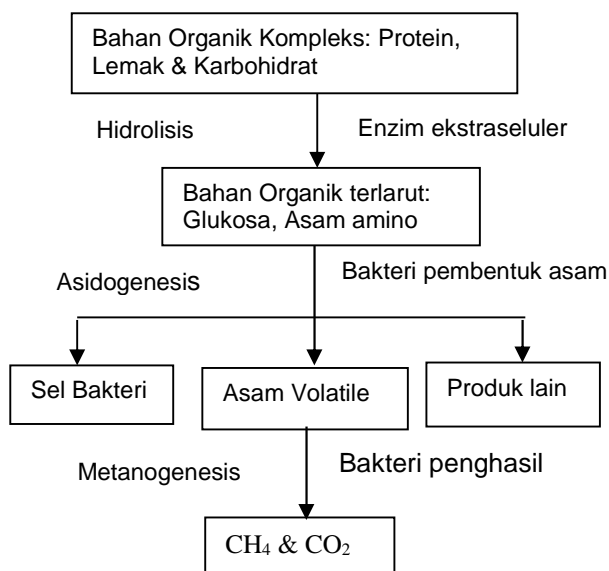 Bahan Organik Kompleks: Protein,
Lemak & Karbohidrat
Hidrolisis
Enzim ekstraseluler
Bahan Organik terlarut:
Glukosa, Asam amino
Asidogenesis
Bakteri pembentuk asam
Sel Bakteri
Asam Volatile
Produk lain
Metanogenesis
Bakteri penghasil
CH₄ & CO₂